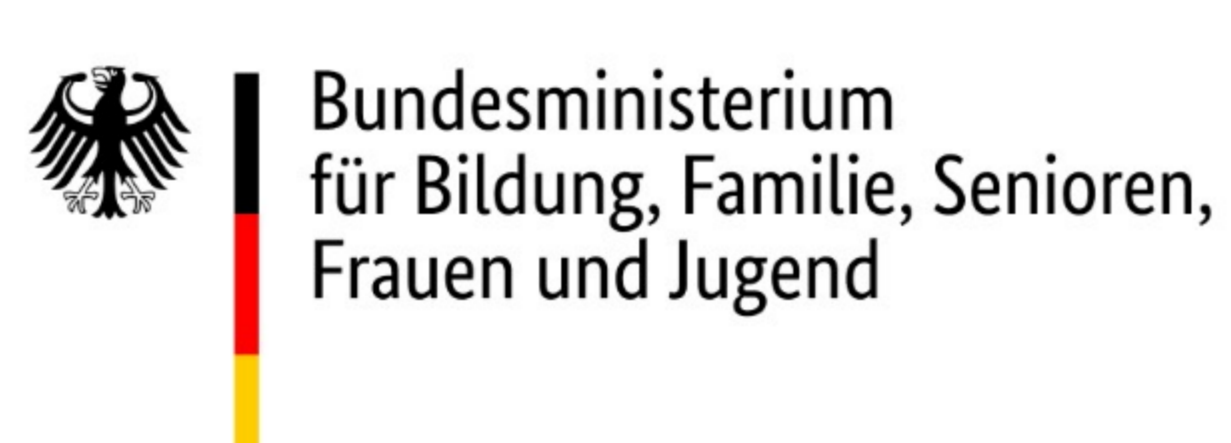 Bundesministerium
für Bildung, Familie, Senioren,
Frauen und Jugend